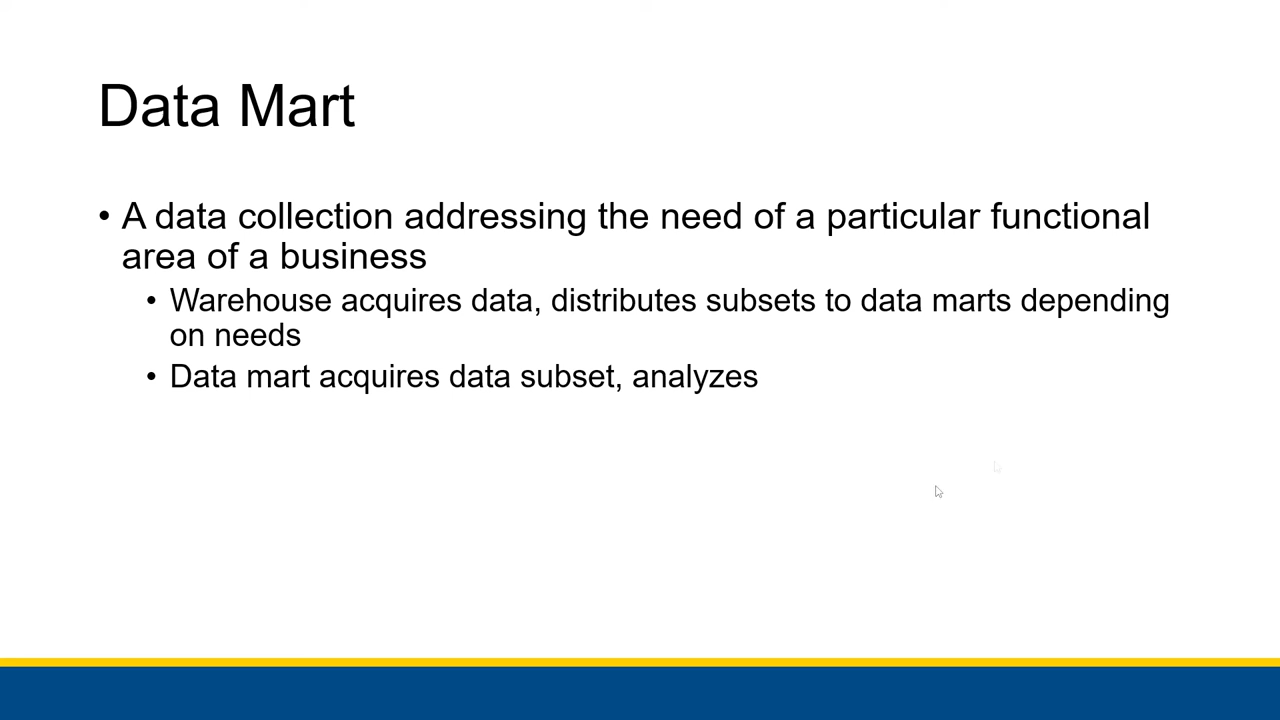 Data Mart
• A data collection addressing the need of a particular functional
area of a business
• Warehouse acquires data, distributes subsets to data marts depending
on needs
• Data mart acquires data subset, analyzes